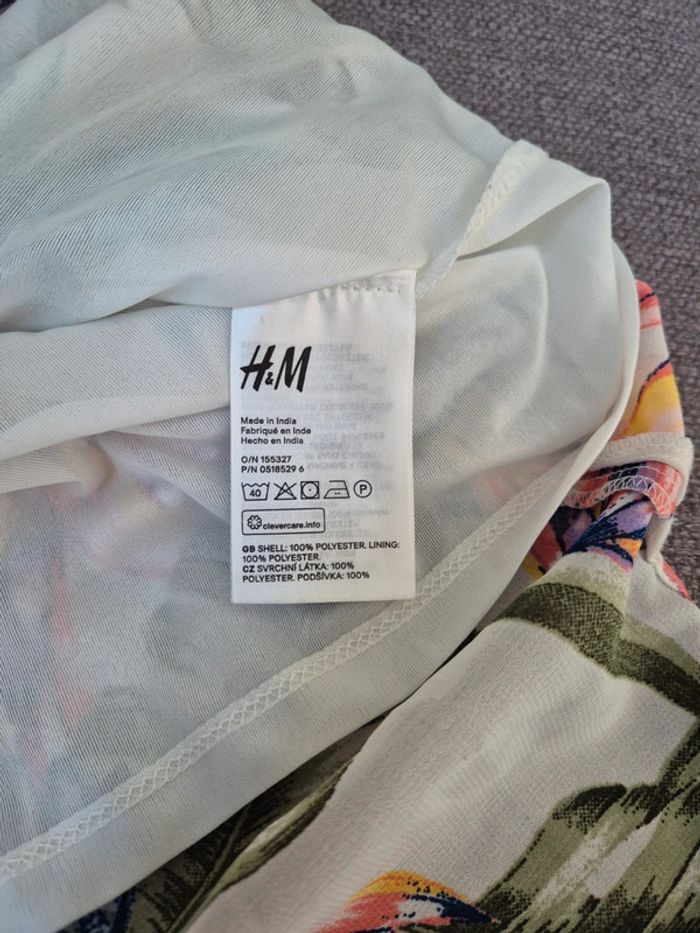 H&M
Made in India
Fabriqué en Inde
Hecho en India
O/N 155327
P/N 0518529 6
40 P
clevercare.info
GB SHELL: 100% POLYESTER. LINING:
100% POLYESTER.
CZ SVRCHNÍ LÁTKA: 100%
POLYESTER. PODŠÍVKA: 100%